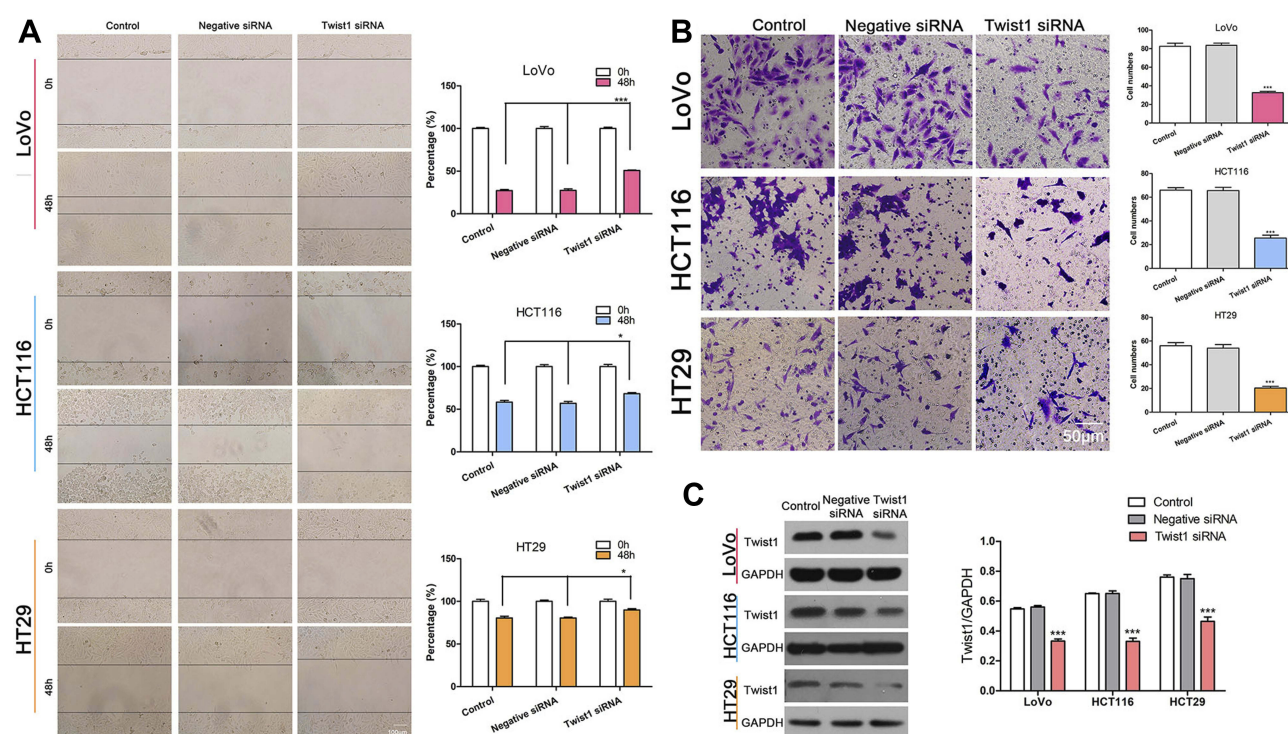 A
Control
Negative siRNA
Twist1 siRNA
LoVo
0h
48h
HCT116
0h
48h
HT29
0h
48h
100μm
LoVo
0h
48h
***
Percentage (%)
150
100
50
0
Control
Negative siRNA
Twist1 siRNA
HCT116
0h
48h
*
Percentage (%)
150
100
50
0
Control
Negative siRNA
Twist1 siRNA
HT29
0h
48h
*
Percentage (%)
150
100
50
0
Control
Negative siRNA
Twist1 siRNA
B
Control
Negative siRNA
Twist1 siRNA
LoVo
HCT116
HT29
50μm
LoVo
Cell numbers
100
80
60
40
20
0
***
Control
Negative siRNA
Twist1 siRNA
HCT116
Cell numbers
80
60
40
20
0
***
Control
Negative siRNA
Twist1 siRNA
HT29
Cell numbers
80
60
40
20
0
***
Control
Negative siRNA
Twist1 siRNA
C
Control
Negative siRNA
Twist1 siRNA
LoVo
Twist1
GAPDH
HCT116
Twist1
GAPDH
HT29
Twist1
GAPDH
Control
Negative siRNA
Twist1 siRNA
Twist1/GAPDH
1.0
0.8
0.6
0.4
0.2
0.0
***
***
***
LoVo
HCT116
HCT29